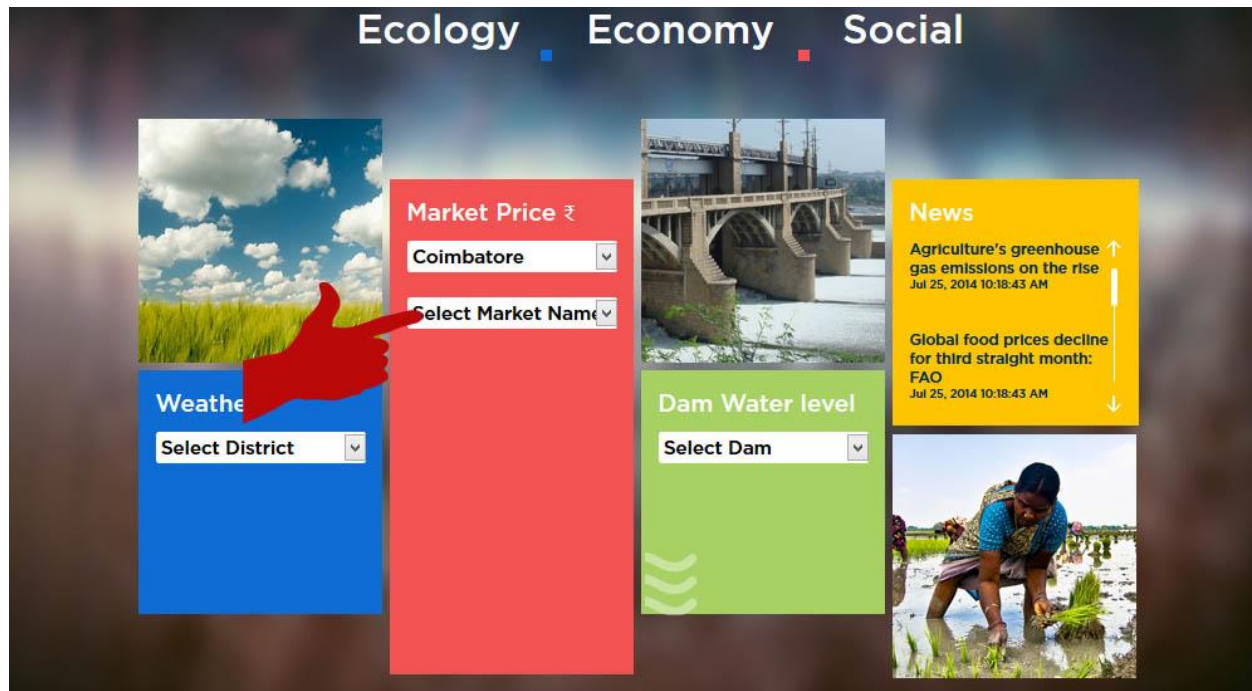 Ecology Economy Social
Market Price ₹
Coimbatore
Select Market Name
Weathe
Select District
Dam Water level
Select Dam
News
Agriculture's greenhouse
gas emissions on the rise
Jul 25, 2014 10:18:43 AM
Global food prices decline
for third straight month:
FAO
Jul 25, 2014 10:18:43 AM